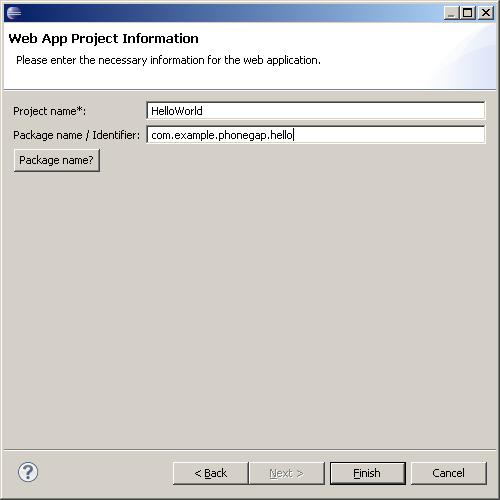 Web App Project Information
Please enter the necessary information for the web application.
Project name*: HelloWorld
Package name / Identifier: com.example.phonegap.hello
Package name?
? < Back Next > Finish Cancel